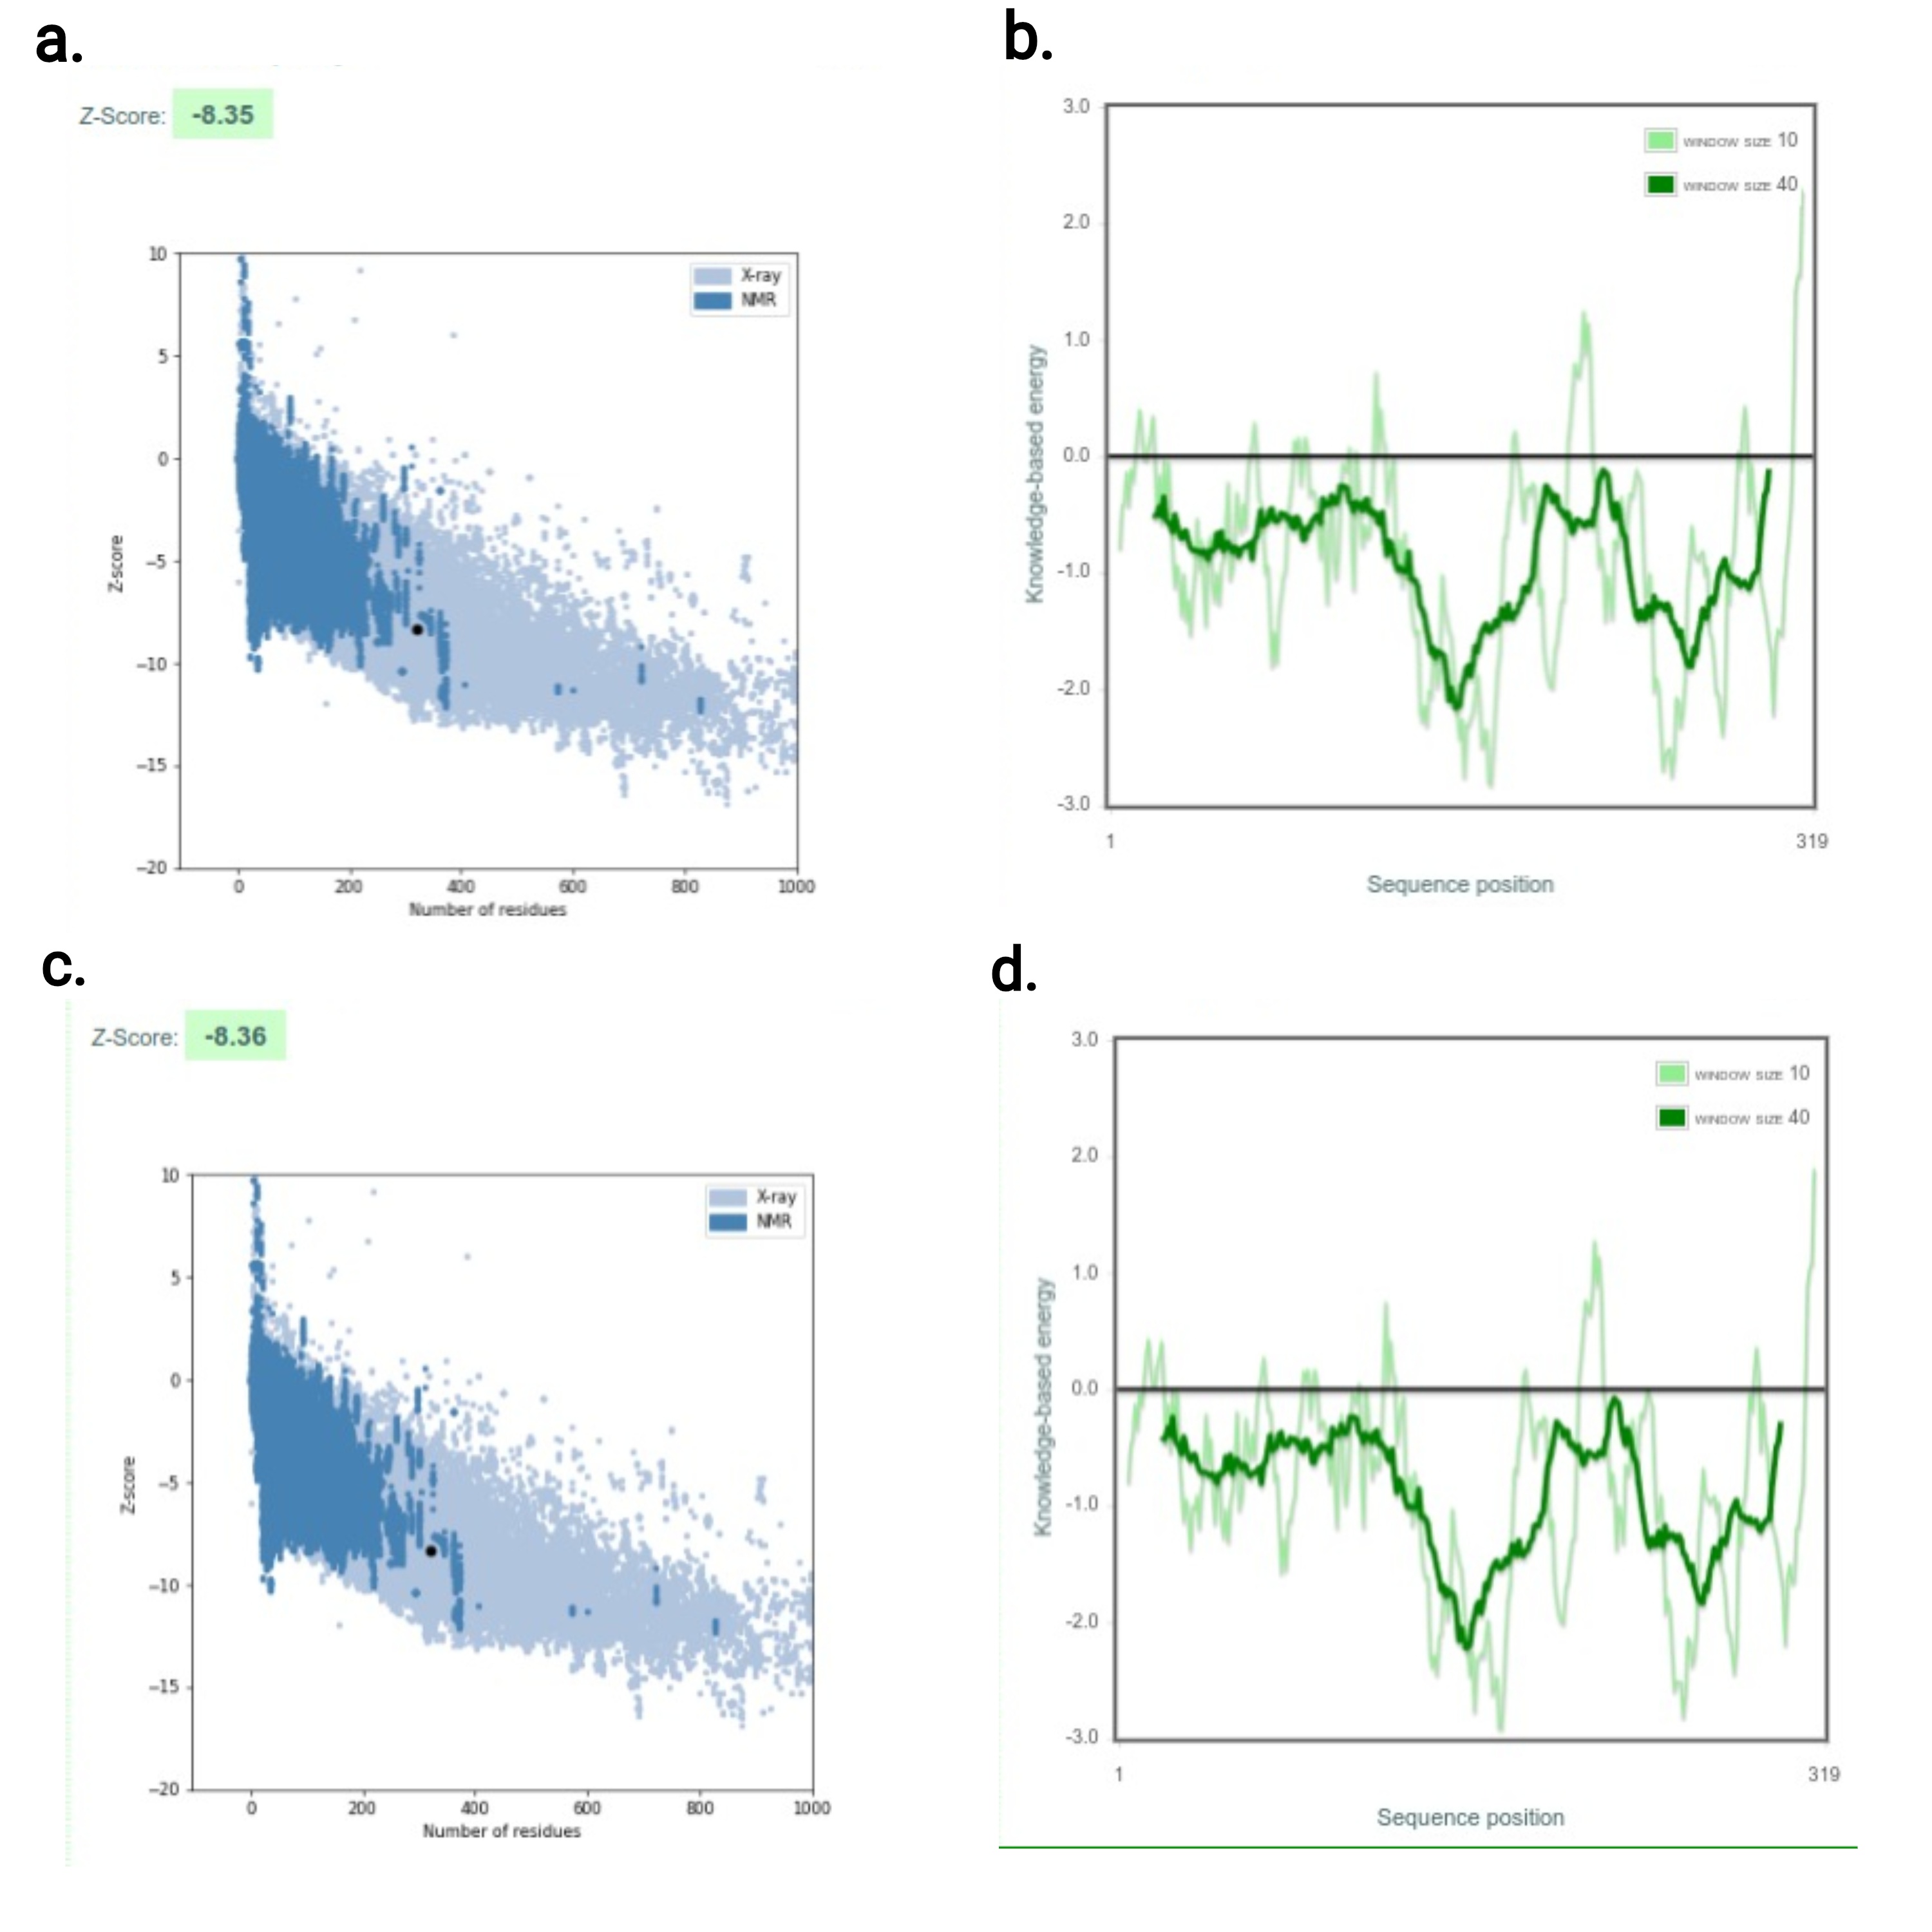 a.
Z-Score: -8.35
10
5
0
−5
−10
−15
−20
Z-score
X-ray
NMR
0 200 400 600 800 1000
Number of residues
b.
3.0
2.0
1.0
0.0
-1.0
-2.0
-3.0
Knowledge-based energy
WINDOW SIZE 10
WINDOW SIZE 40
1 319
Sequence position
c.
Z-Score: -8.36
10
5
0
−5
−10
−15
−20
Z-score
X-ray
NMR
0 200 400 600 800 1000
Number of residues
d.
3.0
2.0
1.0
0.0
-1.0
-2.0
-3.0
Knowledge-based energy
WINDOW SIZE 10
WINDOW SIZE 40
1 319
Sequence position